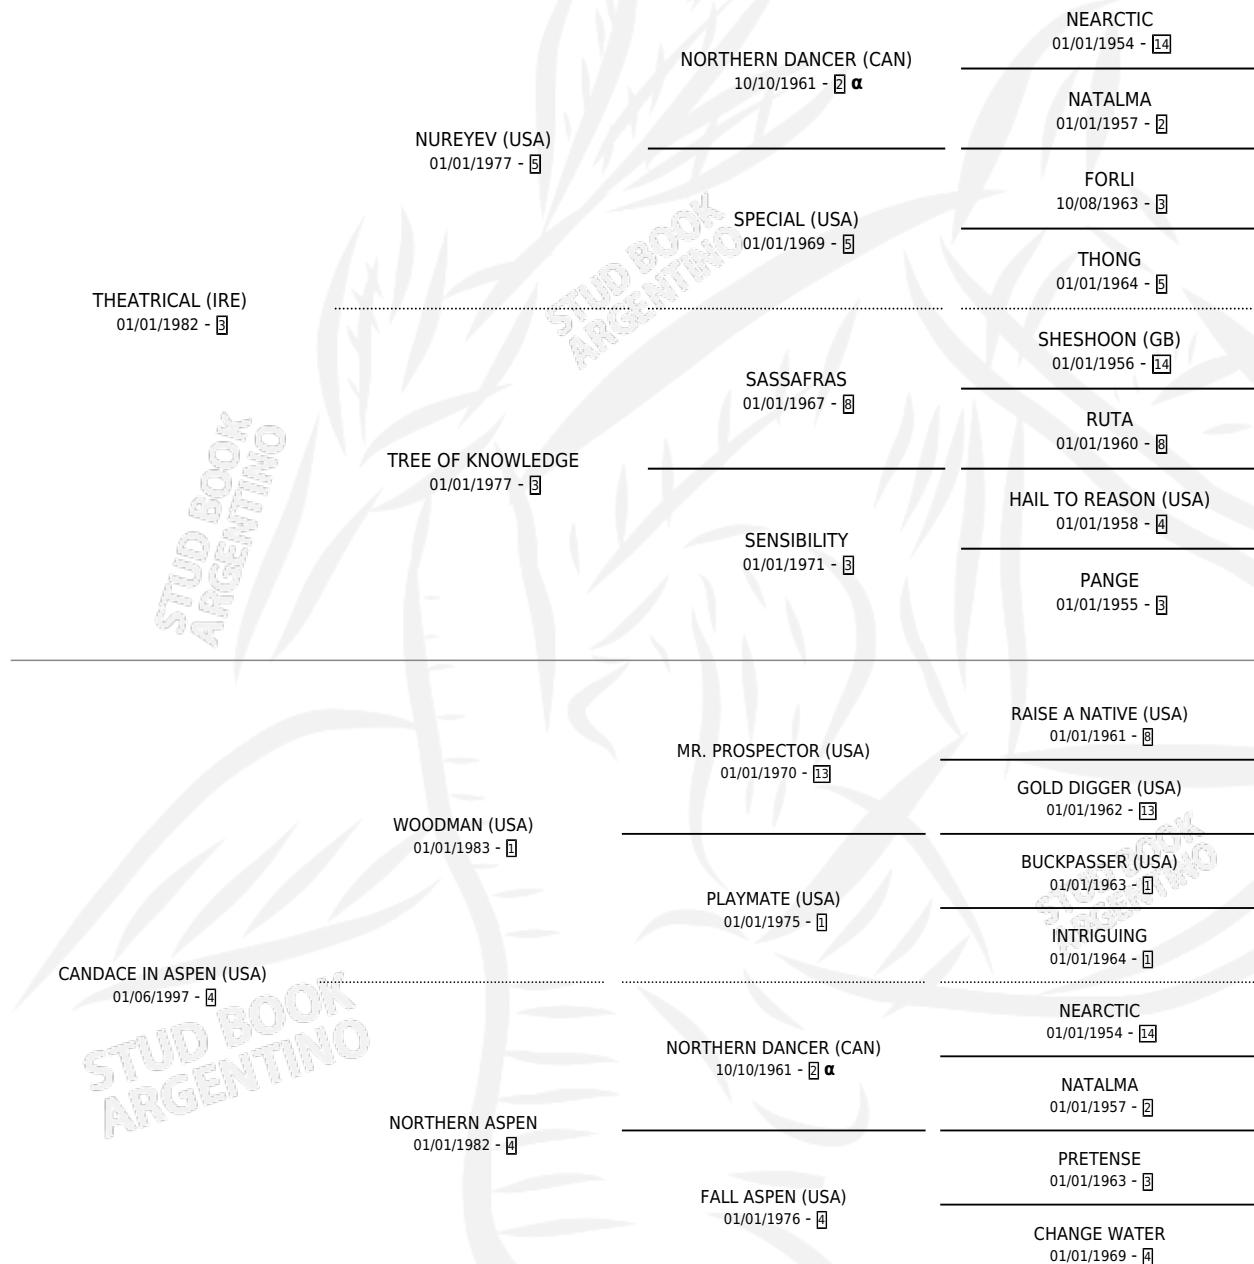 NEARCTIC
01/01/1954 - 14
NORTHERN DANCER (CAN)
10/10/1961 - 2 α
NATALMA
01/01/1957 - 2
NUREYEV (USA)
01/01/1977 - 5
FORLI
10/08/1963 - 3
SPECIAL (USA)
01/01/1969 - 5
THONG
01/01/1964 - 5
THEATRICAL (IRE)
01/01/1982 - 3
SHESHOON (GB)
01/01/1956 - 14
SASSAFRAS
01/01/1967 - 8
RUTA
01/01/1960 - 8
TREE OF KNOWLEDGE
01/01/1977 - 3
HAIL TO REASON (USA)
01/01/1958 - 4
SENSIBILITY
01/01/1971 - 3
PANGE
01/01/1955 - 3
RAISE A NATIVE (USA)
01/01/1961 - 8
MR. PROSPECTOR (USA)
01/01/1970 - 13
GOLD DIGGER (USA)
01/01/1962 - 13
WOODMAN (USA)
01/01/1983 - 1
BUCKPASSER (USA)
01/01/1963 - 1
PLAYMATE (USA)
01/01/1975 - 1
INTRIGUING
01/01/1964 - 1
CANDACE IN ASPEN (USA)
01/06/1997 - 4
NEARCTIC
01/01/1954 - 14
NORTHERN DANCER (CAN)
10/10/1961 - 2 α
NATALMA
01/01/1957 - 2
NORTHERN ASPEN
01/01/1982 - 4
PRETENSE
01/01/1963 - 3
FALL ASPEN (USA)
01/01/1976 - 4
CHANGE WATER
01/01/1969 - 4
STUD BOOK
ARGENTINO
STUD BOOK
ARGENTINO
STUD BOOK
ARGENTINO
STUD BOOK
ARGENTINO